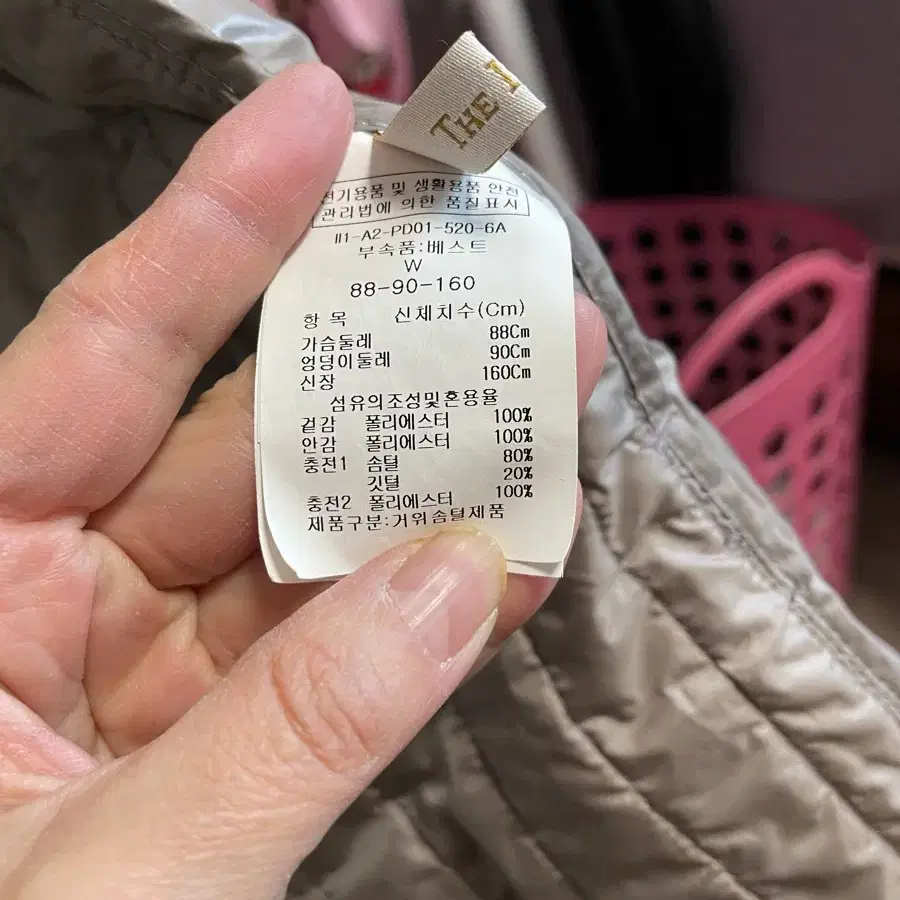 THE
전기용품 및 생활용품 안전
관리법에 의한 품질표시
II1-A2-PD01-520-6A
부속품:베스트
W
88-90-160
항 목 신체치수(Cm)
가슴둘레 88Cm
엉덩이둘레 90Cm
신장 160Cm
섬유의조성및혼용율
겉감 폴리에스터 100%
안감 폴리에스터 100%
충전1 솜털 80%
깃털 20%
충전2 폴리에스터 100%
제품구분:거위솜털제품